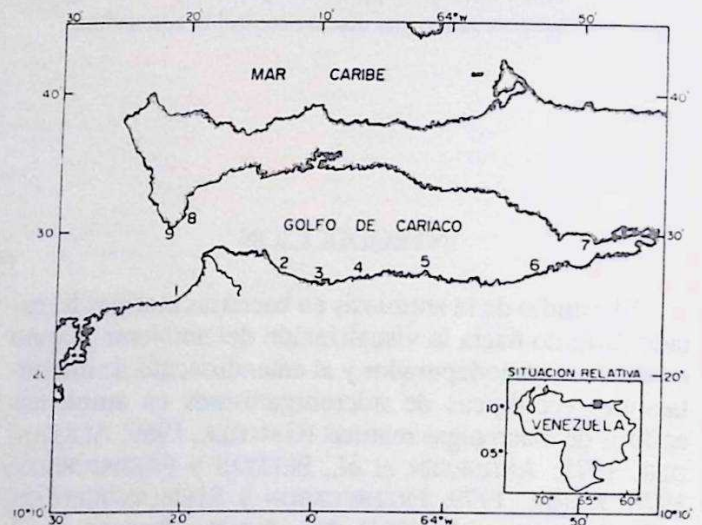 30' 20' 10' 64°W 50'
MAR CARIBE
40' 40'
9 8
GOLFO DE CARIACO
30' 7 30'
1 2 3 4 5 6
20' 20'
SITUACION RELATIVA
10°
VENEZUELA
05°
70° 65° 60°
10°10' 10°10'
30' 20' 10' 64°W 50'